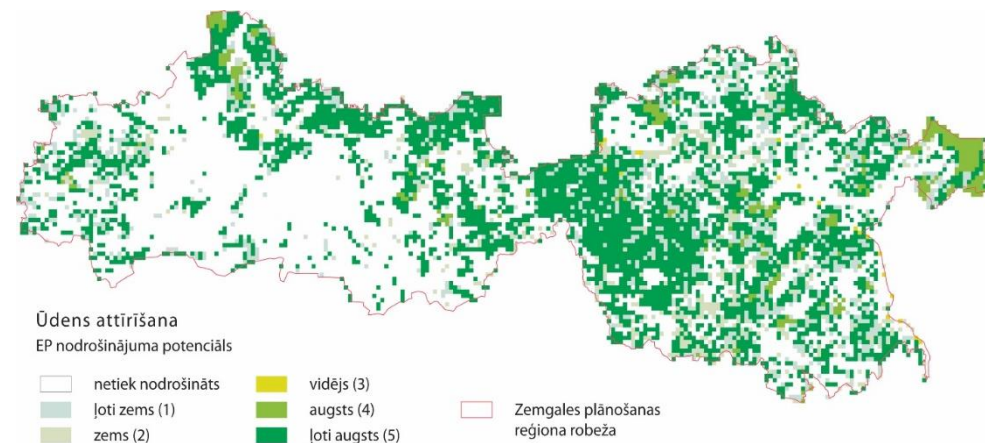 Ūdens attīrīšana
EP nodrošinājuma potenciāls
netiek nodrošināts
ļoti zems (1)
zems (2)
vidējs (3)
augsts (4)
ļoti augsts (5)
Zemgales plānošanas
reģiona robeža